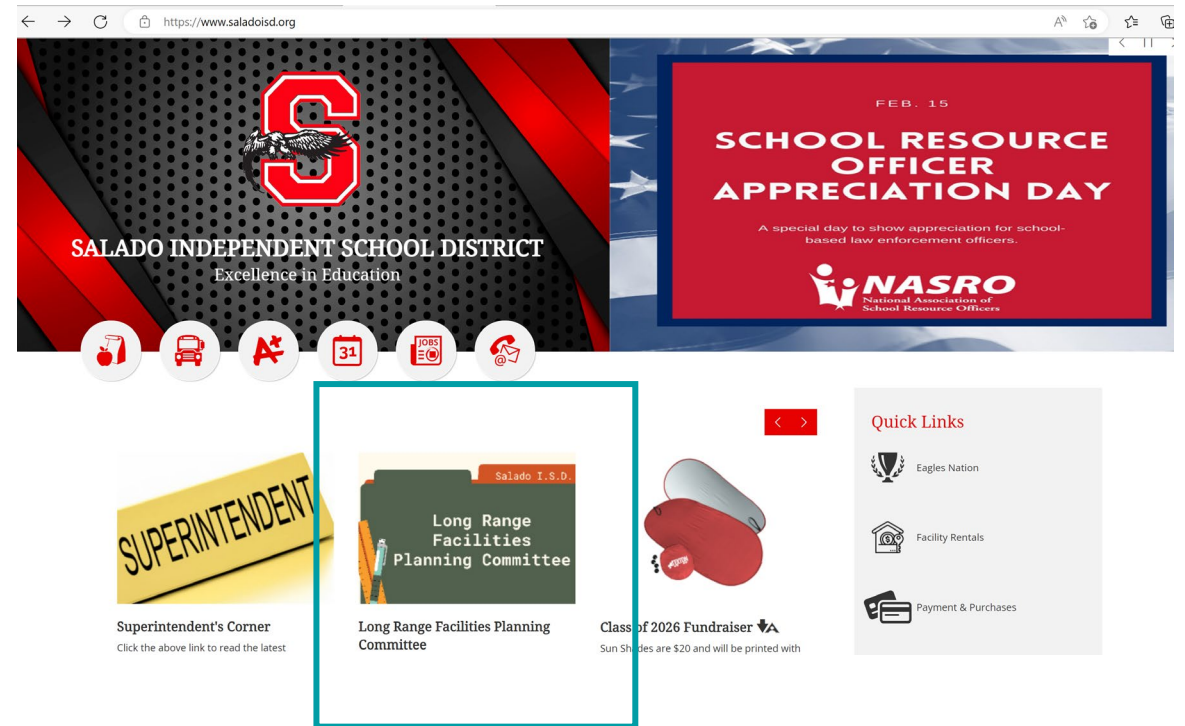 https://www.saladoisd.org
S
SALADO INDEPENDENT SCHOOL DISTRICT
Excellence in Education
FEB. 15
SCHOOL RESOURCE
OFFICER
APPRECIATION DAY
A special day to show appreciation for school-
based law enforcement officers.
NASRO
National Association of
School Resource Officers
A+
31
JOBS
@
SUPERINTENDENT
Superintendent's Corner
Click the above link to read the latest
Salado I.S.D.
Long Range
Facilities
Planning Committee
Long Range Facilities Planning
Committee
Class of 2026 Fundraiser
Sun Shades are $20 and will be printed with
Quick Links
Eagles Nation
Facility Rentals
Payment & Purchases